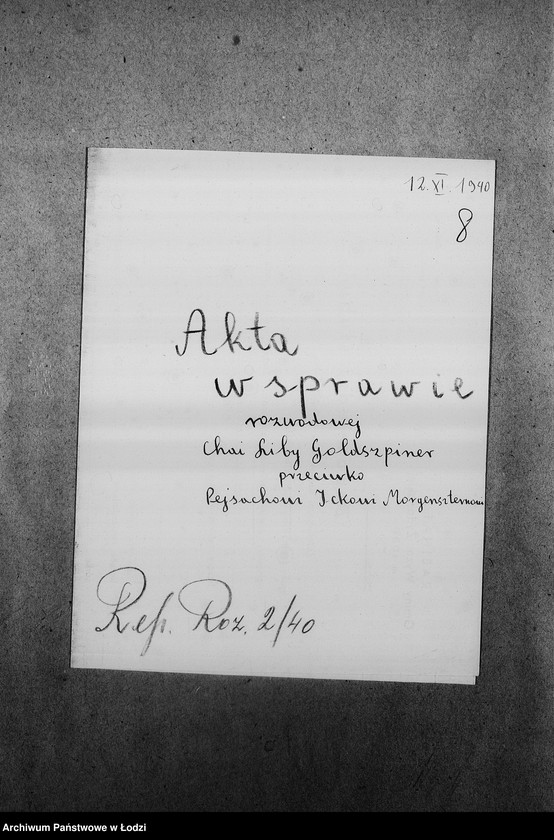 12.XI.1940
8
Akta
w sprawie
rozwodowej
Chai Liby Goldszpiner
przeciwko
Pejsachowi Ickowi Morgenszternowi
Rep. Roz. 2/40
Archiwum Państwowe w Łodzi